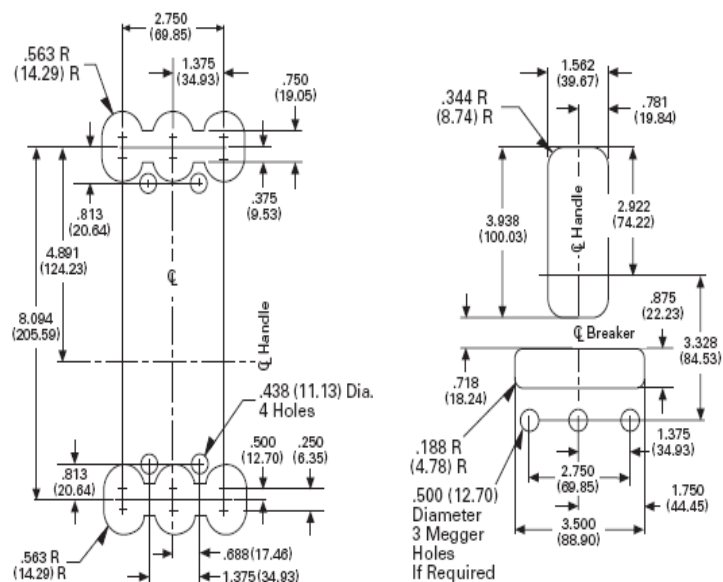 2.750
(69.85)
.563 R
(14.29) R
1.375
(34.93)
.750
(19.05)
.375
(9.53)
.813
(20.64)
4.891
(124.23)
8.094
(205.59)
℄
℄ Handle
.438 (11.13) Dia.
4 Holes
.500
(12.70)
.250
(6.35)
.813
(20.64)
.563 R
(14.29) R
.688 (17.46)
1.375 (34.93)
1.562
(39.67)
.781
(19.84)
.344 R
(8.74) R
3.938
(100.03)
℄ Handle
2.922
(74.22)
.875
(22.23)
℄ Breaker
3.328
(84.53)
.718
(18.24)
.188 R
(4.78) R
1.375
(34.93)
2.750
(69.85)
1.750
(44.45)
3.500
(88.90)
.500 (12.70)
Diameter
3 Megger
Holes
If Required